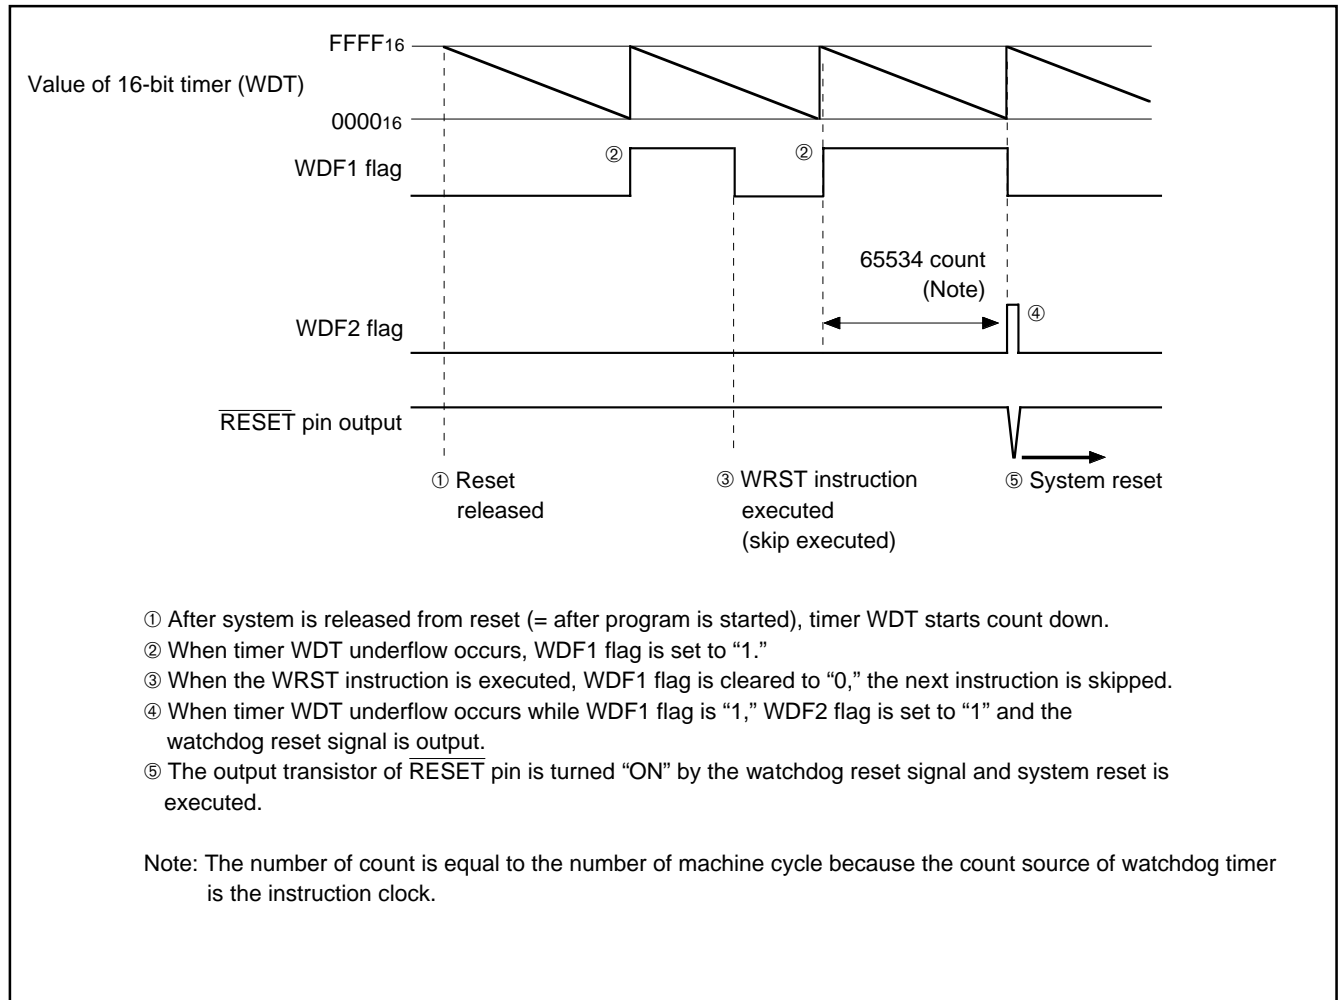 FFFF16
Value of 16-bit timer (WDT)
000016
② ②
WDF1 flag
65534 count
(Note)
④
WDF2 flag
RESET pin output
① Reset
released
③ WRST instruction
executed
(skip executed)
⑤ System reset
① After system is released from reset (= after program is started), timer WDT starts count down.
② When timer WDT underflow occurs, WDF1 flag is set to “1.”
③ When the WRST instruction is executed, WDF1 flag is cleared to “0,” the next instruction is skipped.
④ When timer WDT underflow occurs while WDF1 flag is “1,” WDF2 flag is set to “1” and the
watchdog reset signal is output.
⑤ The output transistor of RESET pin is turned “ON” by the watchdog reset signal and system reset is
executed.
Note: The number of count is equal to the number of machine cycle because the count source of watchdog timer
is the instruction clock.